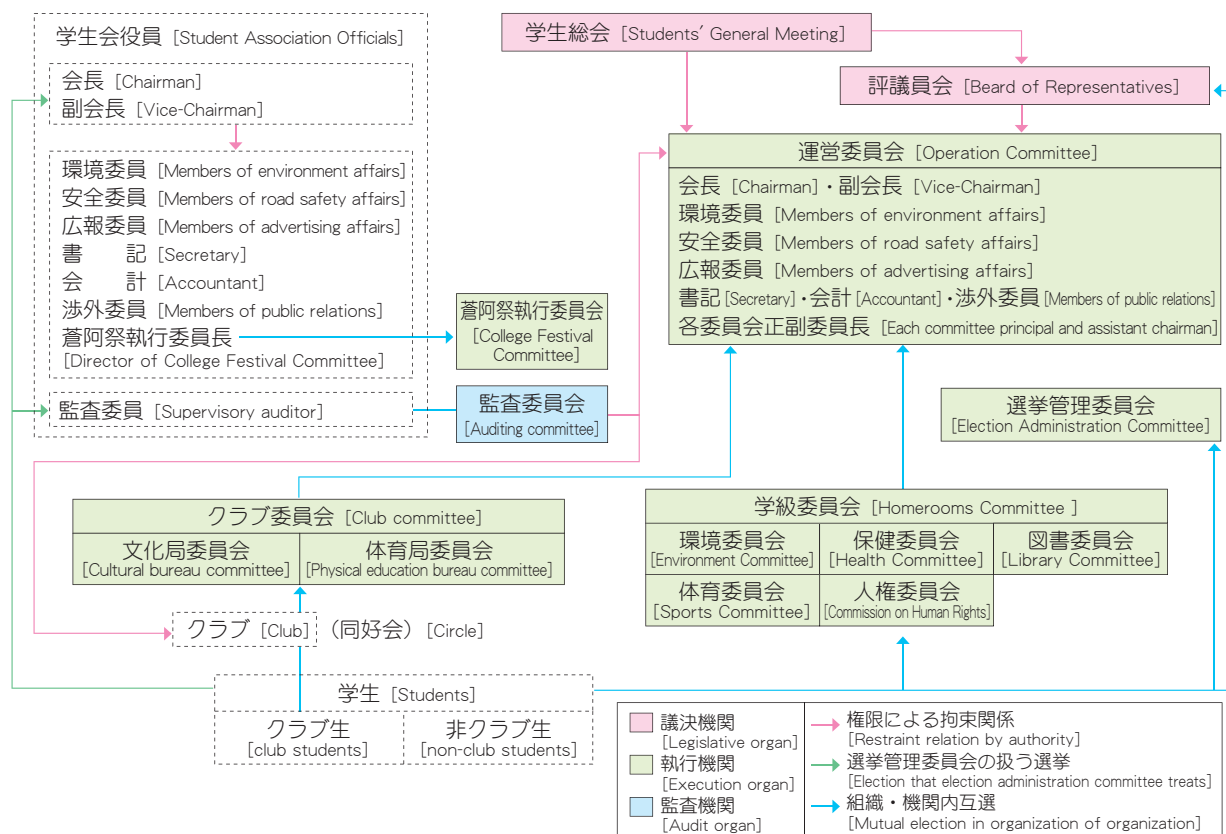 学生会役員 [Student Association Officials]
会長 [Chairman]
副会長 [Vice-Chairman]
環境委員 [Members of environment affairs]
安全委員 [Members of road safety affairs]
広報委員 [Members of advertising affairs]
書　　記 [Secretary]
会　　計 [Accountant]
渉外委員 [Members of public relations]
蒼阿祭執行委員長
[Director of College Festival Committee]
監査委員 [Supervisory auditor]
蒼阿祭執行委員会
[College Festival
Committee]
監査委員会
[Auditing committee]
学生総会 [Students' General Meeting]
評議員会 [Beard of Representatives]
運営委員会 [Operation Committee]
会長 [Chairman]・副会長 [Vice-Chairman]
環境委員 [Members of environment affairs]
安全委員 [Members of road safety affairs]
広報委員 [Members of advertising affairs]
書記 [Secretary]・会計 [Accountant]・渉外委員 [Members of public relations]
各委員会正副委員長 [Each committee principal and assistant chairman]
選挙管理委員会
[Election Administration Committee]
クラブ委員会 [Club committee]
文化局委員会
[Cultural bureau committee]
体育局委員会
[Physical education bureau committee]
学級委員会 [Homerooms Committee ]
環境委員会
[Environment Committee]
保健委員会
[Health Committee]
図書委員会
[Library Committee]
体育委員会
[Sports Committee]
人権委員会
[Commission on Human Rights]
クラブ [Club] （同好会） [Circle]
学生 [Students]
クラブ生
[club students]
非クラブ生
[non-club students]
議決機関
[Legislative organ]
執行機関
[Execution organ]
監査機関
[Audit organ]
権限による拘束関係
[Restraint relation by authority]
選挙管理委員会の扱う選挙
[Election that election administration committee treats]
組織・機関内互選
[Mutual election in organization of organization]